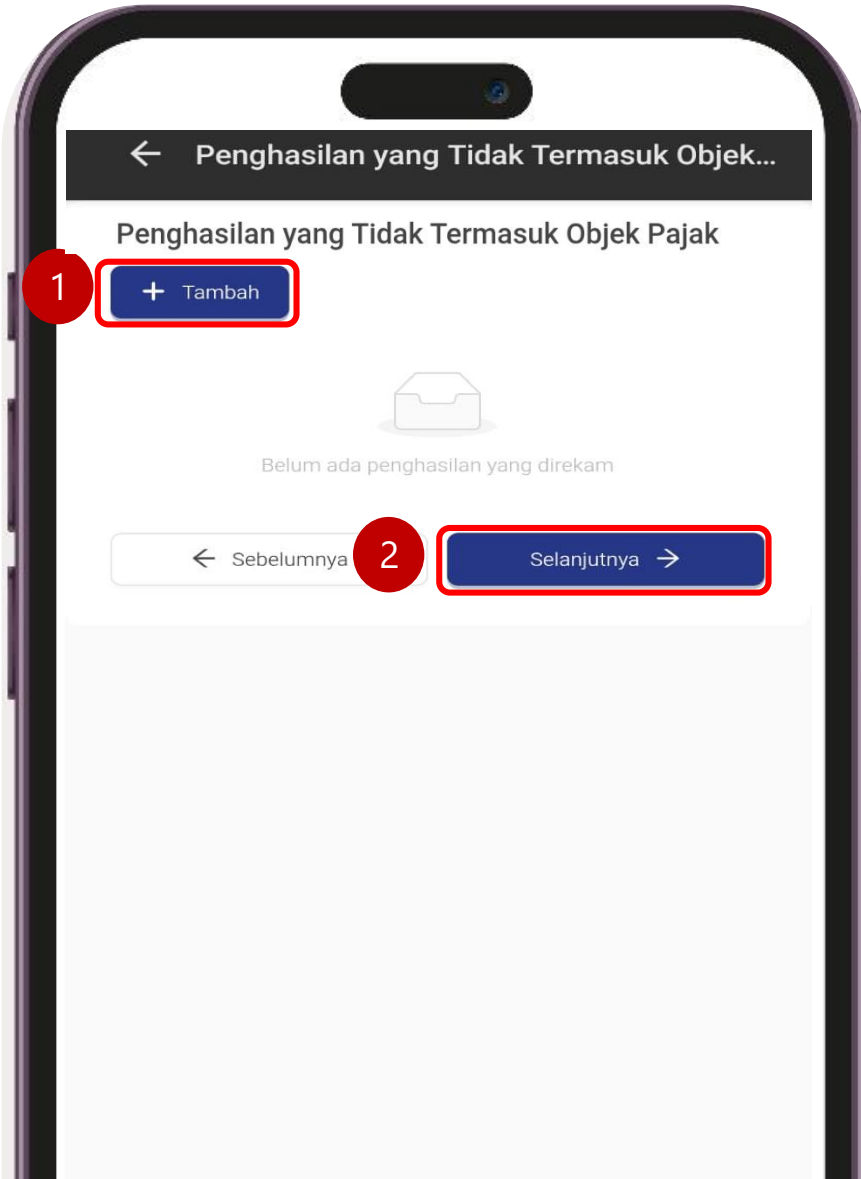 Penghasilan yang Tidak Termasuk Objek...
Penghasilan yang Tidak Termasuk Objek Pajak
1
+ Tambah
Belum ada penghasilan yang direkam
← Sebelumnya
2
Selanjutnya →